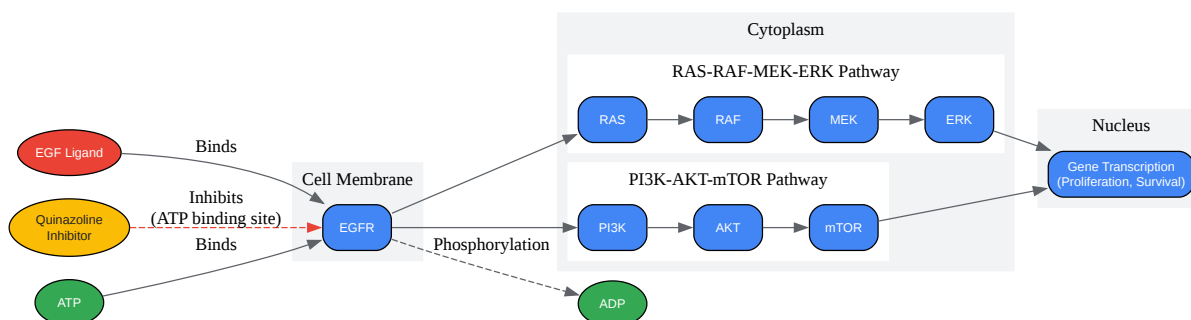 Cytoplasm
RAS-RAF-MEK-ERK Pathway
RAS
RAF
MEK
ERK
Nucleus
Gene Transcription
(Proliferation, Survival)
EGF Ligand
Binds
Cell Membrane
PI3K-AKT-mTOR Pathway
Quinazoline
Inhibitor
Inhibits
(ATP binding site)
EGFR
PI3K
AKT
mTOR
Binds
Phosphorylation
ATP
ADP